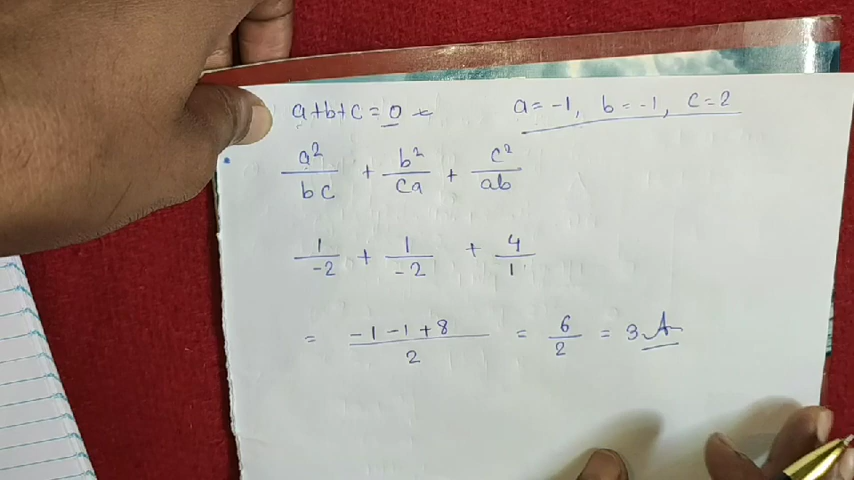 a+b+c = 0 a = -1, b = -1, c = 2
a²/bc + b²/ca + c²/ab
1/-2 + 1/-2 + 4/1
= -1-1+8/2 = 6/2 = 3 A